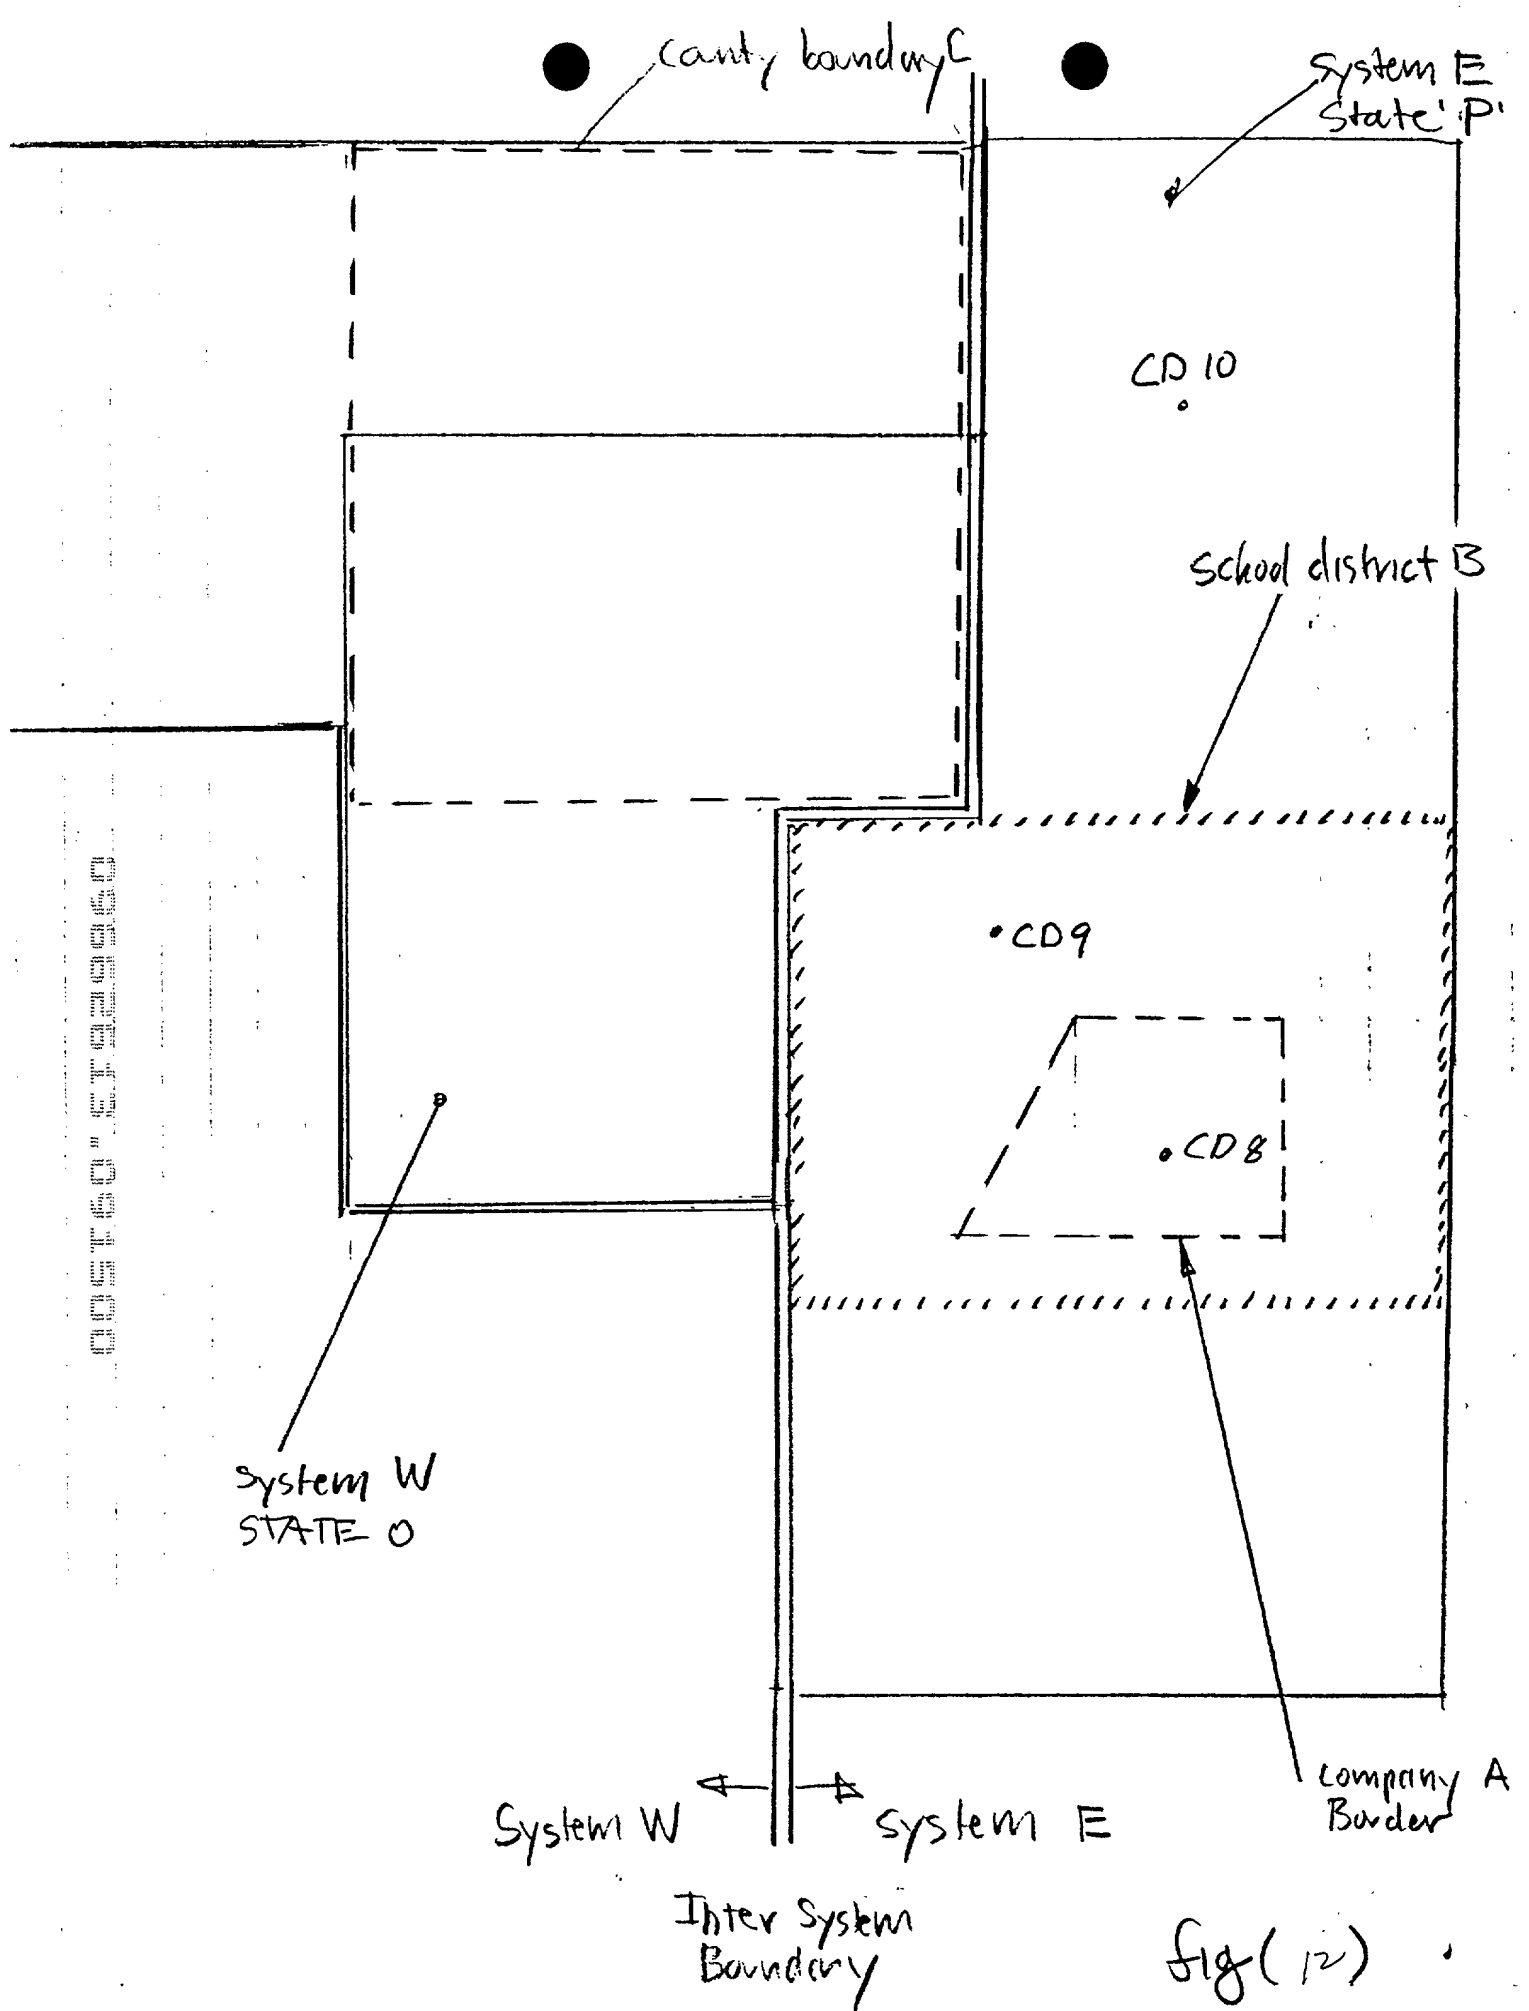 County boundary C
System E
State 'P'
CD 10
School district B
CD9
CD8
System W
STATE O
Company A
Border
System W
System E
Inter System
Boundary
fig( 12)